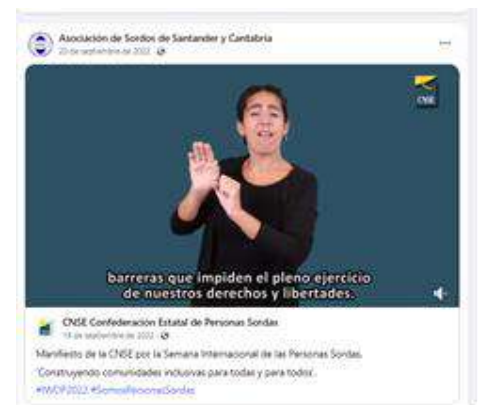 Asociación de Sordos de Santander y Cantabria
20 de septiembre de 2022
CNSE
barreras que impiden el pleno ejercicio
de nuestros derechos y libertades.
CNSE Confederación Estatal de Personas Sordas
19 de septiembre de 2022
Manifiesto de la CNSE por la Semana Internacional de las Personas Sordas.
'Construyendo comunidades inclusivas para todas y para todos'.
#IWDP2022 #SomosPersonasSordas